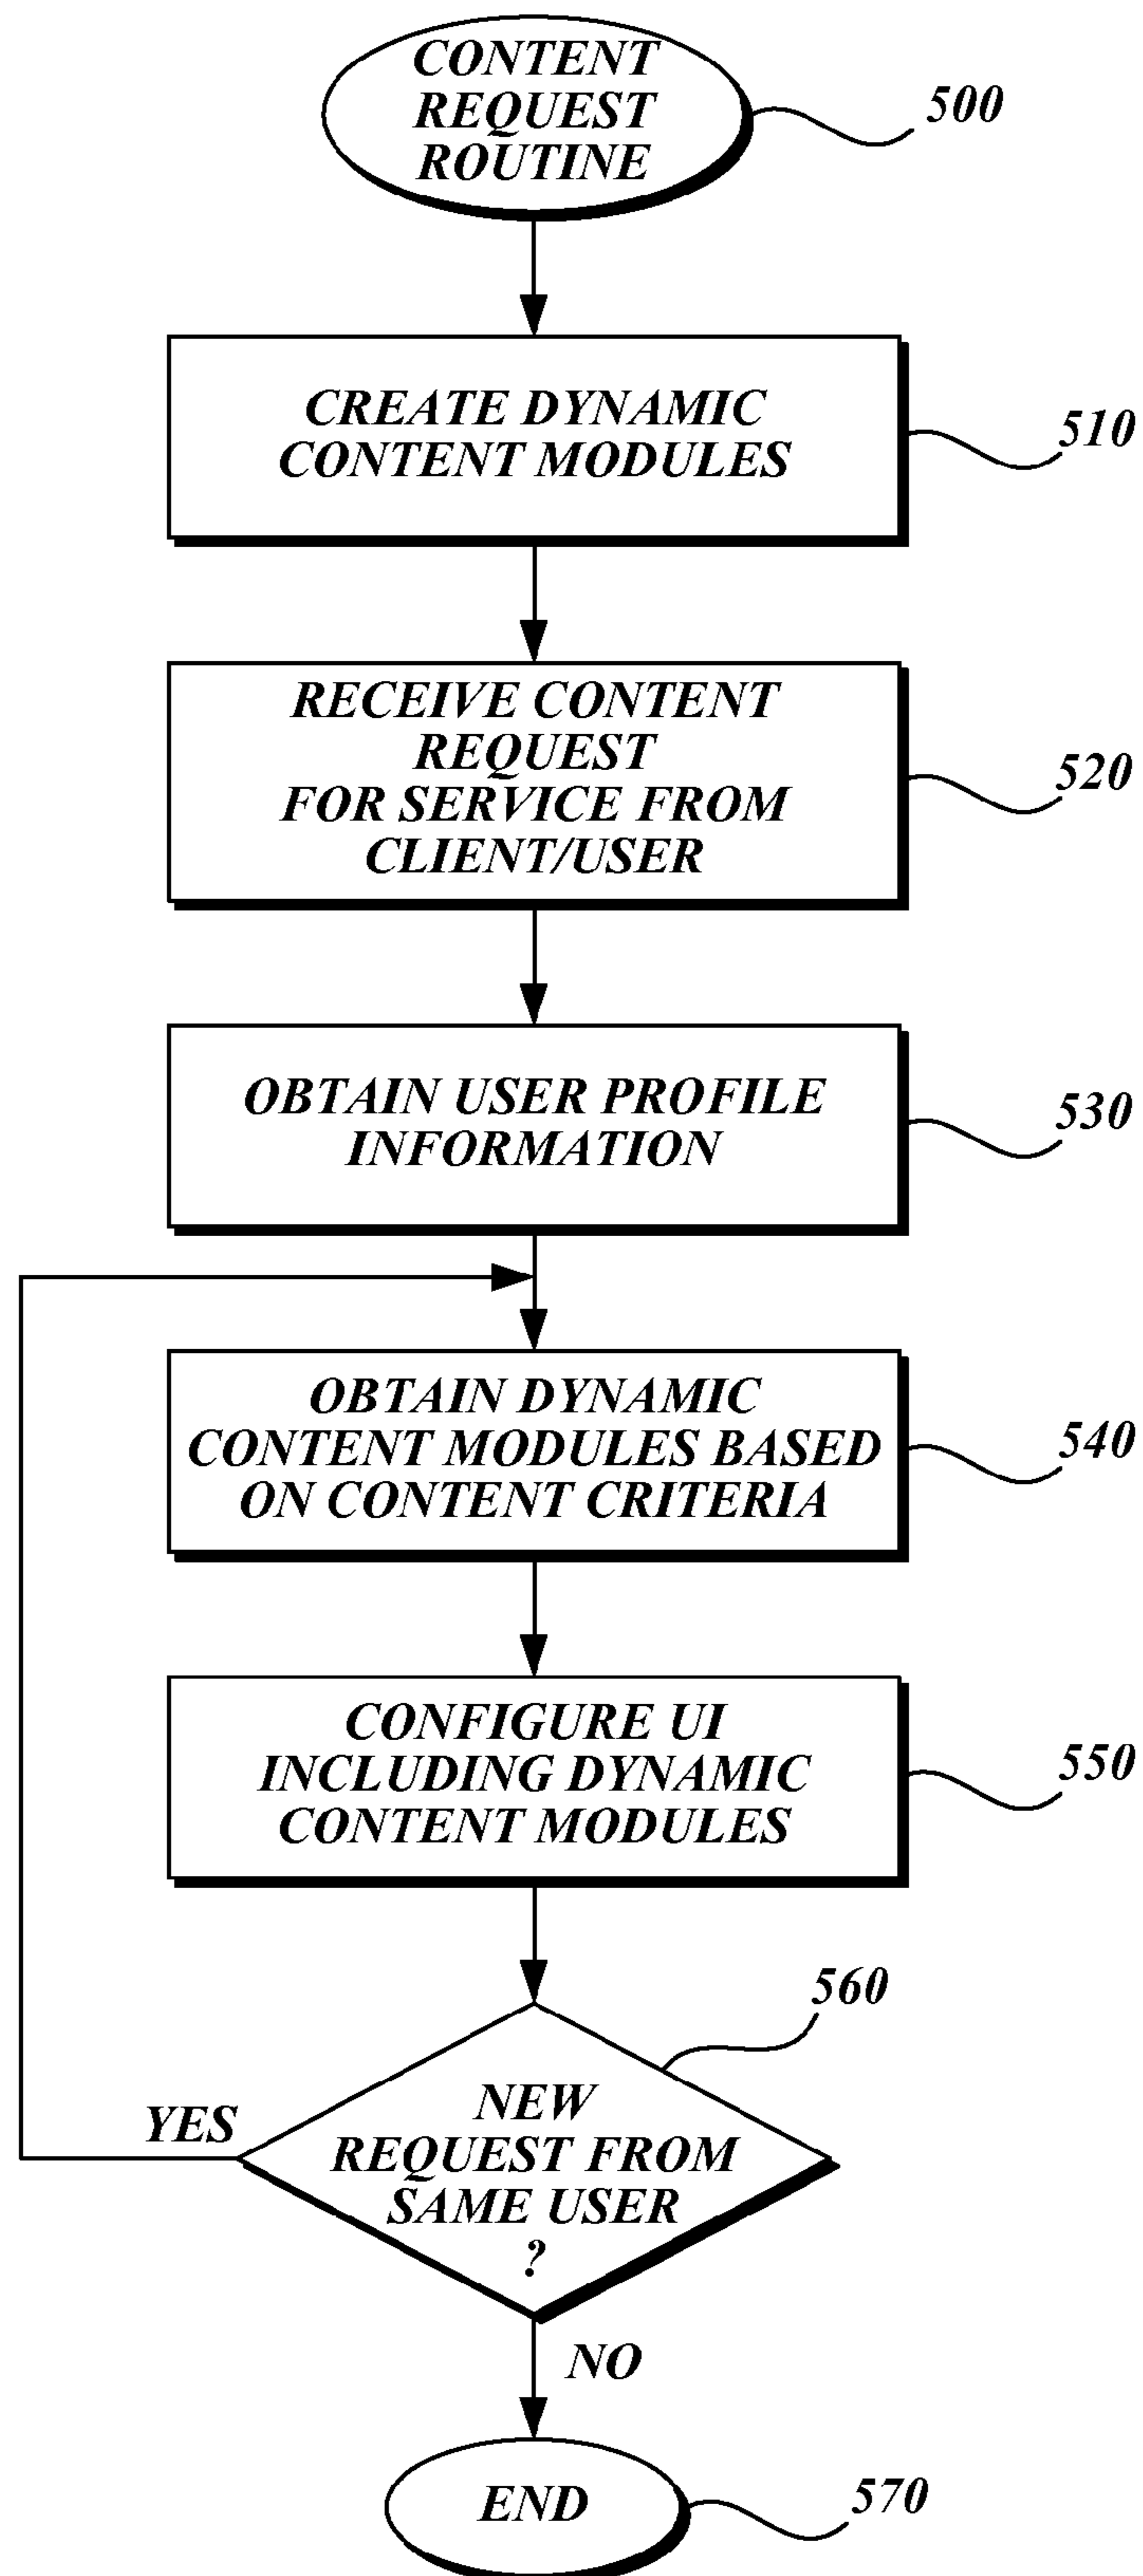 CONTENT
REQUEST
ROUTINE
500
CREATE DYNAMIC
CONTENT MODULES
510
RECEIVE CONTENT
REQUEST
FOR SERVICE FROM
CLIENT/USER
520
OBTAIN USER PROFILE
INFORMATION
530
OBTAIN DYNAMIC
CONTENT MODULES BASED
ON CONTENT CRITERIA
540
CONFIGURE UI
INCLUDING DYNAMIC
CONTENT MODULES
550
560
NEW
REQUEST FROM
SAME USER
?
YES
NO
END
570